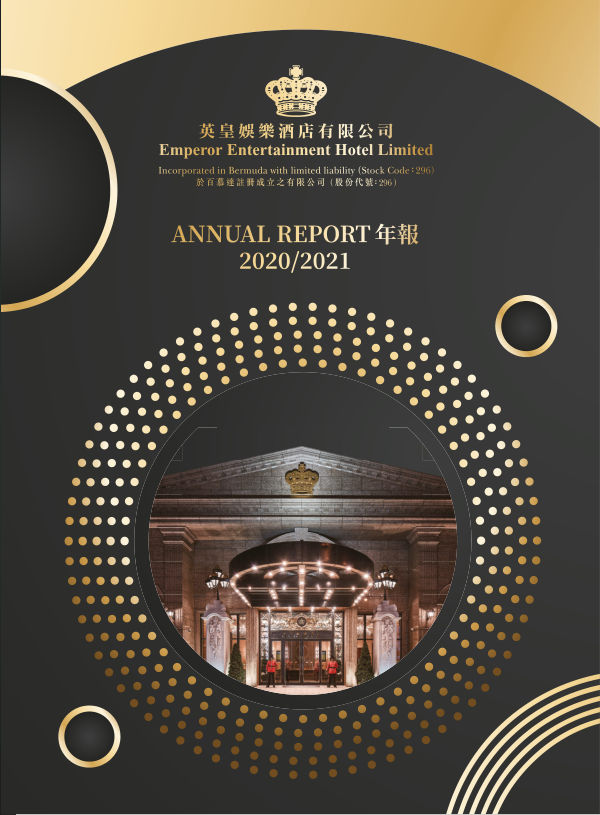 英皇娛樂酒店有限公司
Emperor Entertainment Hotel Limited
Incorporated in Bermuda with limited liability (Stock Code : 296)
於百慕達註冊成立之有限公司 (股份代號: 296)
ANNUAL REPORT 年報
2020/2021